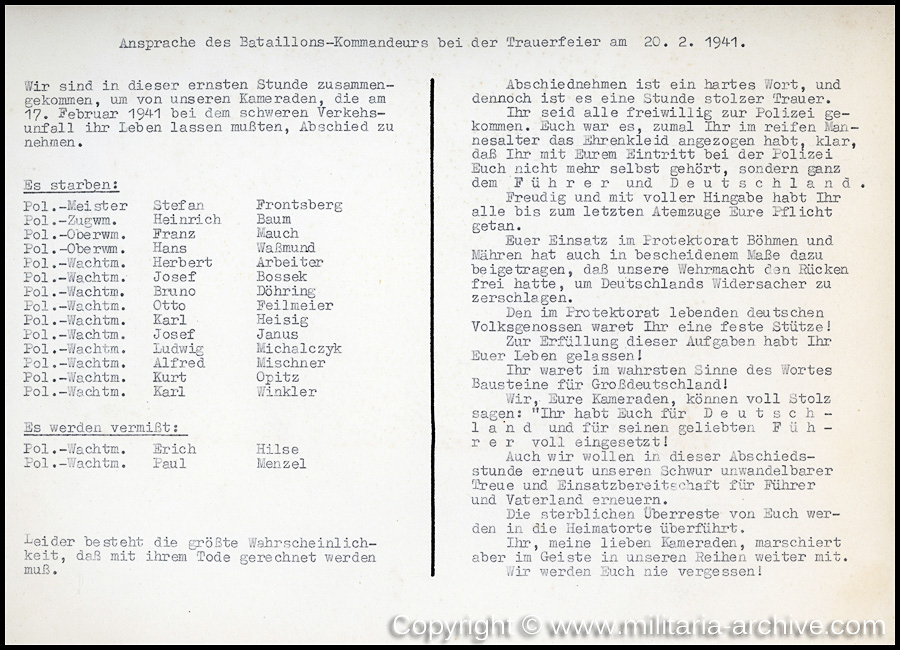 Ansprache des Bataillons-Kommandeurs bei der Trauerfeier am 20. 2. 1941.
Wir sind in dieser ernsten Stunde zusammen-
gekommen, um von unseren Kameraden, die am
17. Februar 1941 bei dem schweren Verkehs-
unfall ihr Leben lassen mußten, Abschied zu
nehmen.
Es starben:
Pol.-Meister Stefan Frontsberg
Pol.-Zugwm. Heinrich Baum
Pol.-Oberwm. Franz Mauch
Pol.-Oberwm. Hans Waßmund
Pol.-Wachtm. Herbert Arbeiter
Pol.-Wachtm. Josef Bossek
Pol.-Wachtm. Bruno Döhring
Pol.-Wachtm. Otto Feilmeier
Pol.-Wachtm. Karl Heisig
Pol.-Wachtm. Josef Janus
Pol.-Wachtm. Ludwig Michalczyk
Pol.-Wachtm. Alfred Mischner
Pol.-Wachtm. Kurt Opitz
Pol.-Wachtm. Karl Winkler
Es werden vermißt:
Pol.-Wachtm. Erich Hilse
Pol.-Wachtm. Paul Menzel
Leider besteht die größte Wahrscheinlich-
keit, daß mit ihrem Tode gerechnet werden
muß.
Abschiednehmen ist ein hartes Wort, und
dennoch ist es eine Stunde stolzer Trauer.
Ihr seid alle freiwillig zur Polizei ge-
kommen. Euch war es, zumal Ihr im reifen Man-
nesalter das Ehrenkleid angezogen habt, klar,
daß Ihr mit Eurem Eintritt bei der Polizei
Euch nicht mehr selbst gehört, sondern ganz
dem F ü h r e r und D e u t s c h l a n d .
Freudig und mit voller Hingabe habt Ihr
alle bis zum letzten Atemzuge Eure Pflicht
getan.
Euer Einsatz im Protektorat Böhmen und
Mähren hat auch in bescheidenem Maße dazu
beigetragen, daß unsere Wehrmacht den Rücken
frei hatte, um Deutschlands Widersacher zu
zerschlagen.
Den im Protektorat lebenden deutschen
Volksgenossen waret Ihr eine feste Stütze!
Zur Erfüllung dieser Aufgaben habt Ihr
Euer Leben gelassen!
Ihr waret im wahrsten Sinne des Wortes
Bausteine für Großdeutschland!
Wir, Eure Kameraden, können voll Stolz
sagen: "Ihr habt Euch für D e u t s c h -
l a n d und für seinen geliebten F ü h -
r e r voll eingesetzt!
Auch wir wollen in dieser Abschieds-
stunde erneut unseren Schwur unwandelbarer
Treue und Einsatzbereitschaft für Führer
und Vaterland erneuern.
Die sterblichen Überreste von Euch wer-
den in die Heimatorte überführt.
Ihr, meine lieben Kameraden, marschiert
aber im Geiste in unseren Reihen weiter mit.
Wir werden Euch nie vergessen!
Copyright © www.militaria-archive.com